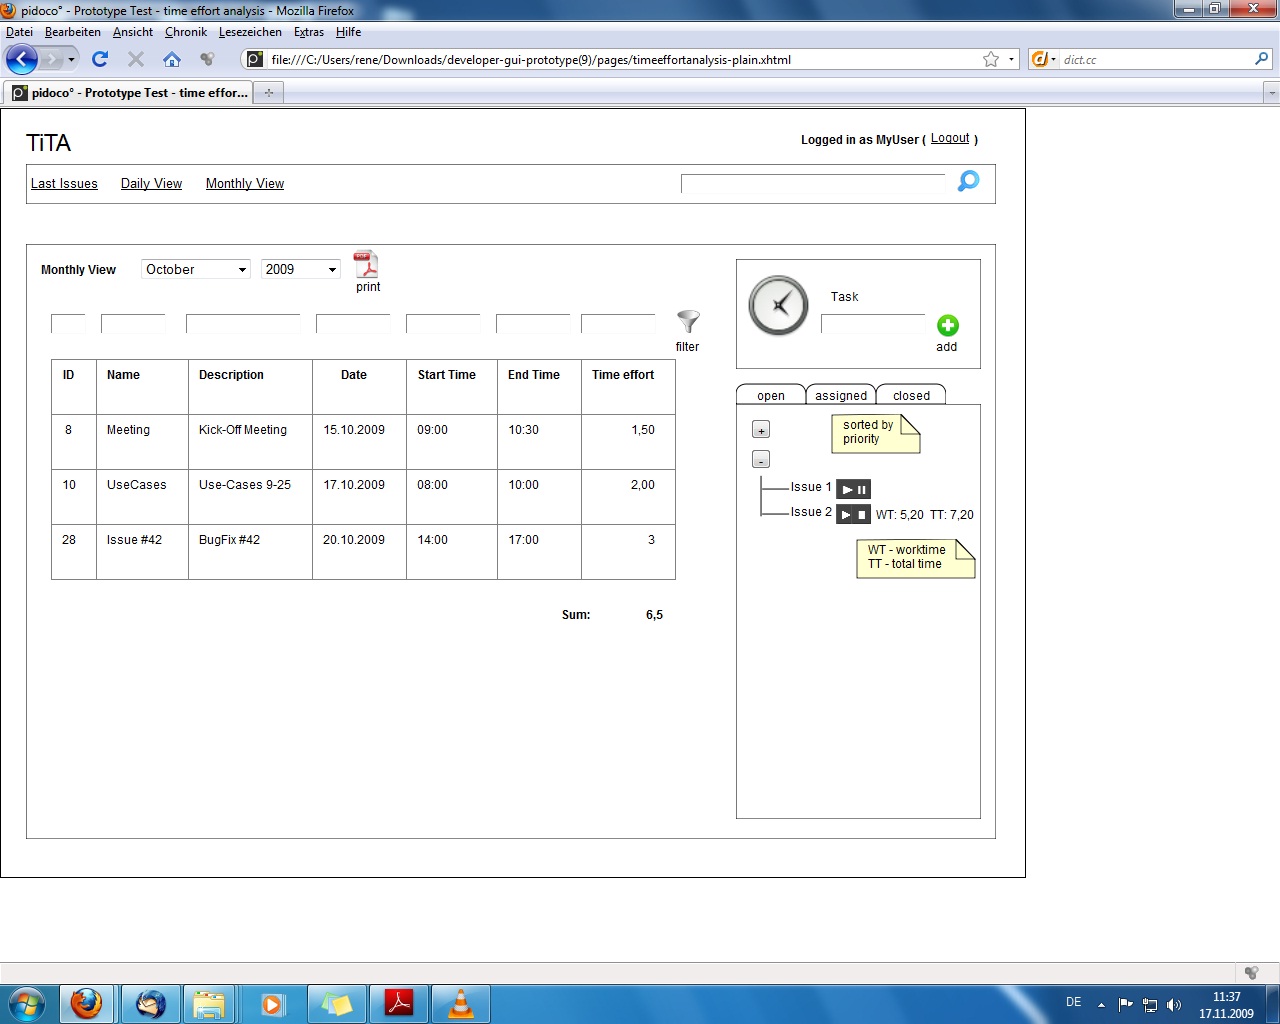 pidoco° - Prototype Test - time effort analysis - Mozilla Firefox
Datei Bearbeiten Ansicht Chronik Lesezeichen Extras Hilfe
file:///C:/Users/rene/Downloads/developer-gui-prototype(9)/pages/timeeffortanalysis-plain.xhtml
dict.cc
pidoco° - Prototype Test - time effor...
TiTA
Logged in as MyUser ( Logout )
Last Issues Daily View Monthly View
Monthly View October 2009
print
filter
ID Name Description Date Start Time End Time Time effort
8 Meeting Kick-Off Meeting 15.10.2009 09:00 10:30 1,50
10 UseCases Use-Cases 9-25 17.10.2009 08:00 10:00 2,00
28 Issue #42 BugFix #42 20.10.2009 14:00 17:00 3
Sum: 6,5
Task
add
open assigned closed
+
sorted by
priority
-
Issue 1
Issue 2 WT: 5,20 TT: 7,20
WT - worktime
TT - total time
DE
11:37
17.11.2009